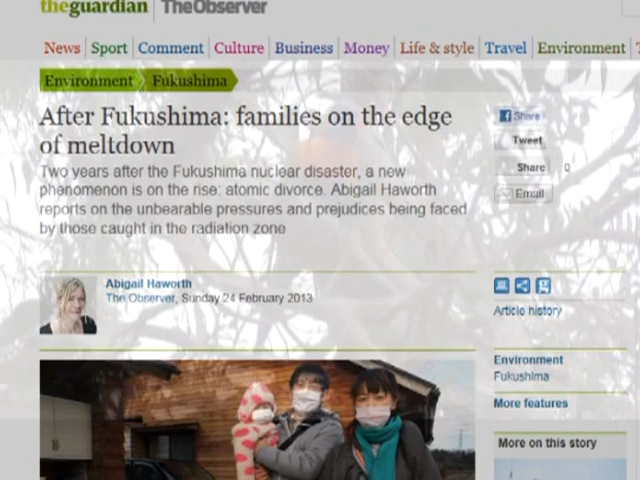 theguardian TheObserver
News Sport Comment Culture Business Money Life & style Travel Environment
Environment Fukushima
After Fukushima: families on the edge
of meltdown
Two years after the Fukushima nuclear disaster, a new
phenomenon is on the rise: atomic divorce. Abigail Haworth
reports on the unbearable pressures and prejudices being faced
by those caught in the radiation zone
Share
Tweet
Share 0
Email
Abigail Haworth
The Observer, Sunday 24 February 2013
Article history
Environment
Fukushima
More features
More on this story